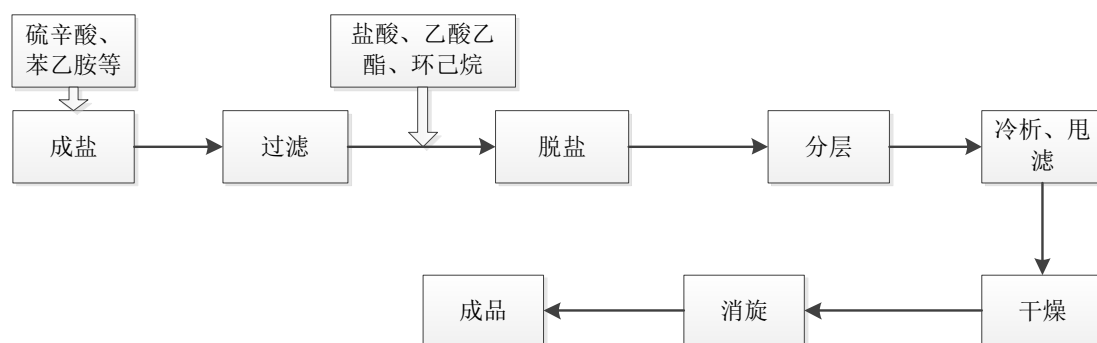 硫辛酸、
苯乙胺等
盐酸、乙酸乙
酯、环己烷
成盐
过滤
脱盐
分层
冷析、甩
滤
干燥
消旋
成品